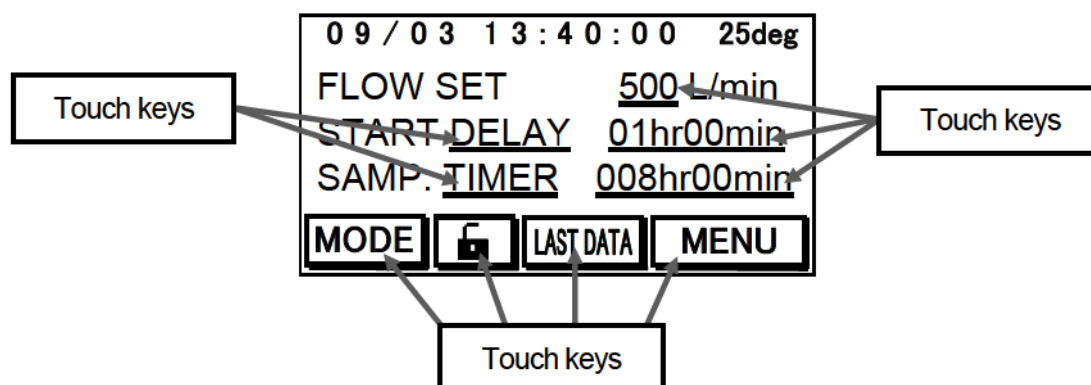 09/03 13:40:00 25deg
FLOW SET 500 L/min
Touch keys
Touch keys
START DELAY 01hr00min
SAMP. TIMER 008hr00min
MODE LAST DATA MENU
Touch keys